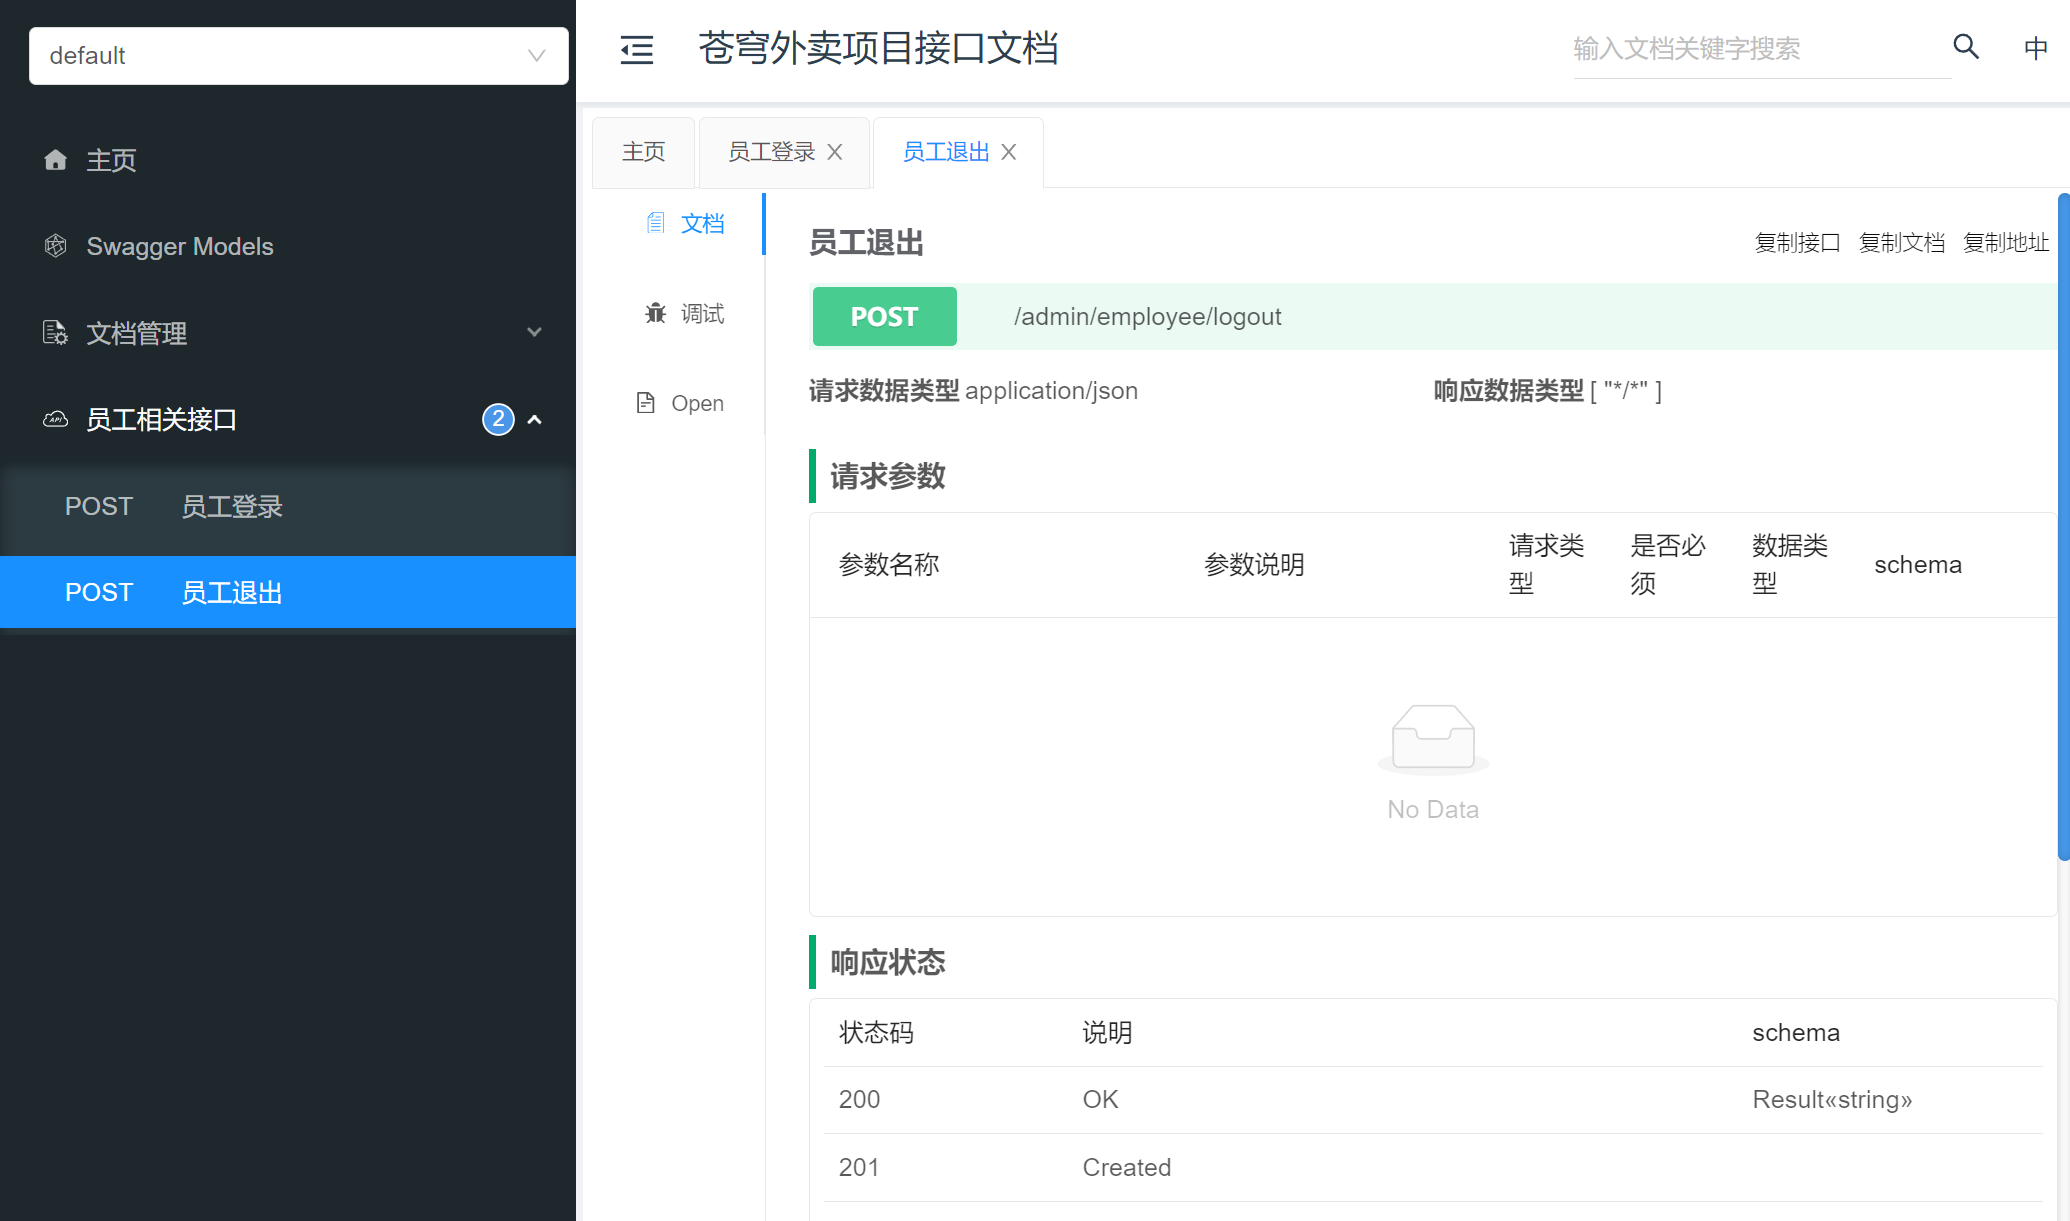 default
主页
Swagger Models
文档管理
员工相关接口 2
POST 员工登录
POST 员工退出
苍穹外卖项目接口文档
输入文档关键字搜索
中
主页 员工登录 员工退出
文档
调试
Open
员工退出
复制接口 复制文档 复制地址
POST /admin/employee/logout
请求数据类型 application/json
响应数据类型 [ "*/*" ]
请求参数
参数名称 参数说明 请求类型 是否必须 数据类型 schema
No Data
响应状态
状态码 说明 schema
200 OK Result«string»
201 Created